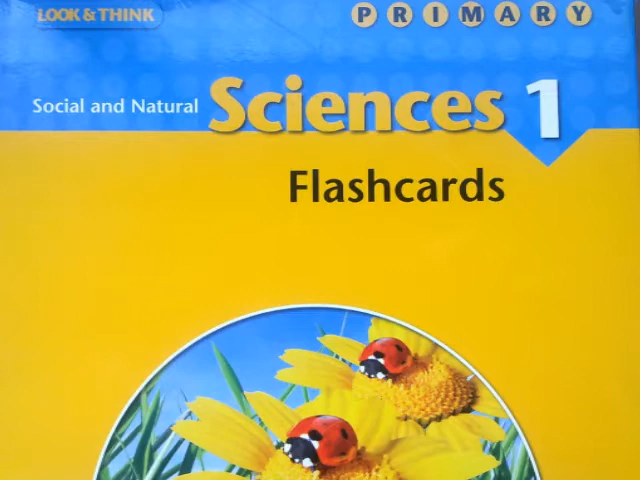 LOOK & THINK
PRIMARY
Social and Natural Sciences 1
Flashcards